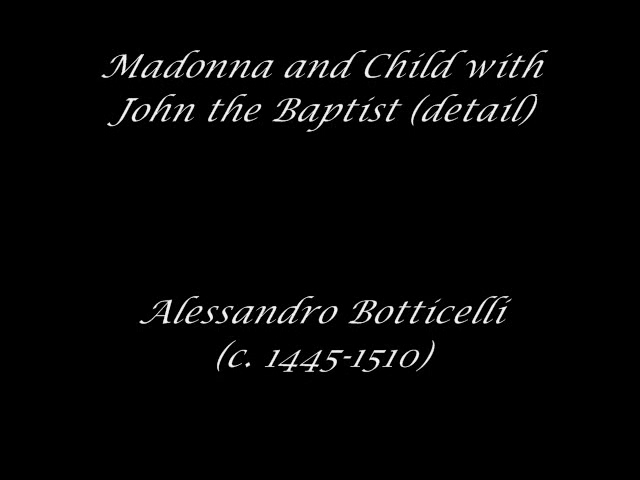 Madonna and Child with
John the Baptist (detail)
Alessandro Botticelli
(c. 1445-1510)